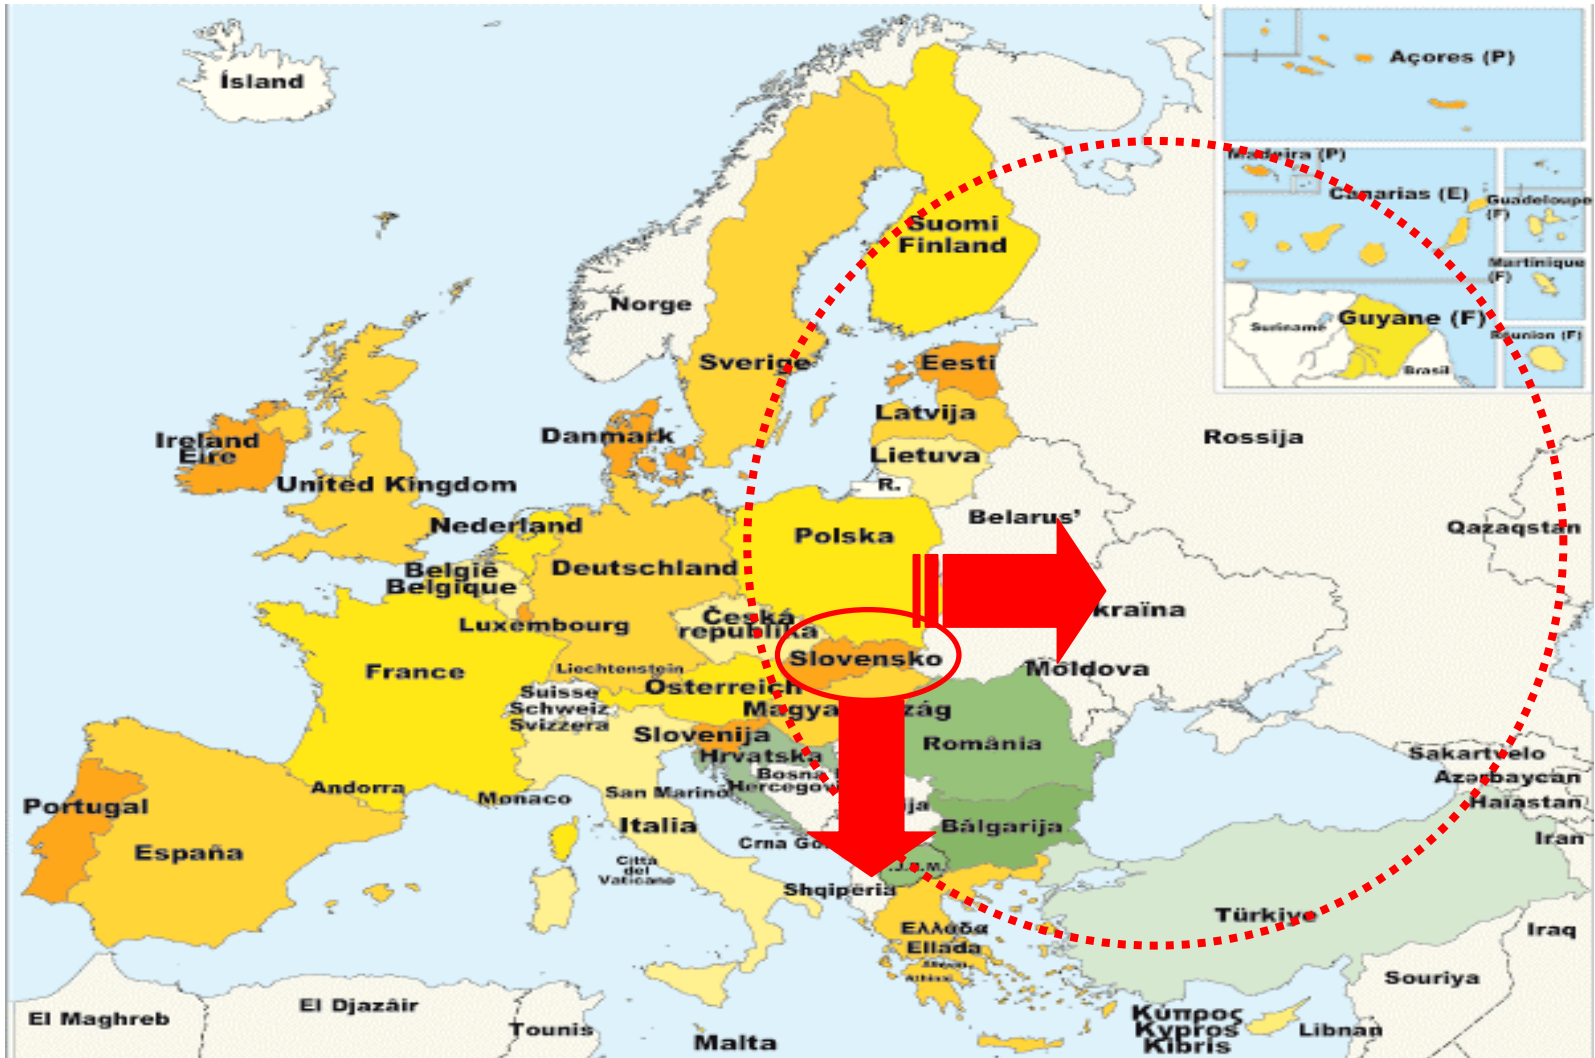 Ísland
Açores (P)
Madeira (P)
Canarias (E)
Guadeloupe
(F)
Martinique
(F)
Suriname
Guyane (F)
Brasil
Réunion (F)
Suomi
Finland
Norge
Sverige
Eesti
Latvija
Lietuva
R.
Danmark
Ireland
Eire
United Kingdom
Rossija
Belarus'
Qazaqstan
Nederland
Polska
België
Belgique
Deutschland
Luxembourg
Česká
republika
kraïna
Slovensko
Moldova
France
Liechtenstein
Österreich
Suisse
Schweiz
Svizzera
Magya
zág
Slovenija
Hrvatska
România
Sakartvelo
Azərbaycan
Haiastan
Iran
Bosna
Hercegov
Andorra
Monaco
San Marino
ija
Portugal
España
Italia
Crna Go
Bălgarija
Città
del
Vaticano
.J.R.M.
Shqipëria
Türkiye
Iraq
Ελλάδα
Ellada
Souriya
El Maghreb
El Djazâir
Tounis
Malta
Κύπρος
Kypros
Kibris
Libnan